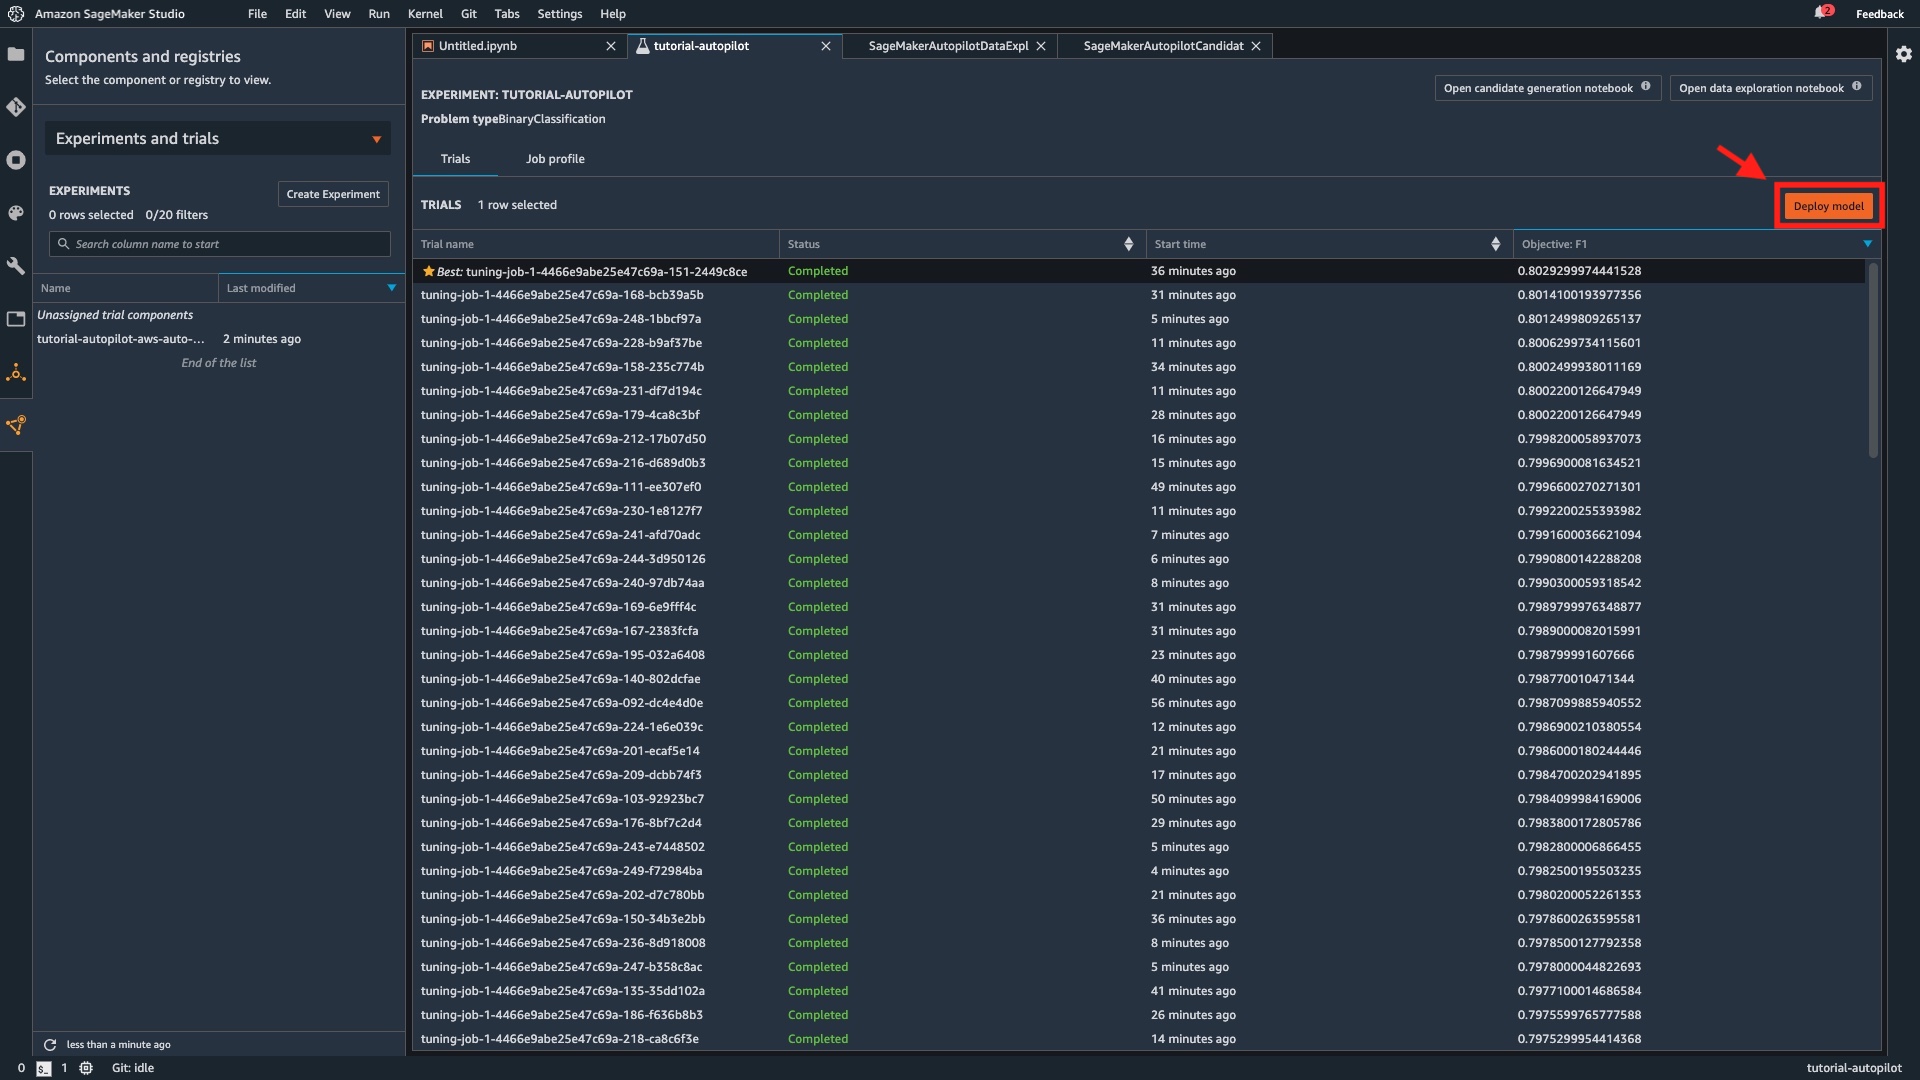 Amazon SageMaker Studio File Edit View Run Kernel Git Tabs Settings Help 2 Feedback
Components and registries
Select the component or registry to view.
Experiments and trials
EXPERIMENTS
Create Experiment
0 rows selected 0/20 filters
Search column name to start
Name Last modified
Unassigned trial components
tutorial-autopilot-aws-auto-... 2 minutes ago
End of the list
less than a minute ago
Untitled.ipynb tutorial-autopilot SageMakerAutopilotDataExpl SageMakerAutopilotCandidat
EXPERIMENT: TUTORIAL-AUTOPILOT
Open candidate generation notebook Open data exploration notebook
Problem typeBinaryClassification
Trials Job profile
TRIALS 1 row selected
Deploy model
Trial name Status Start time Objective: F1
Best: tuning-job-1-4466e9abe25e47c69a-151-2449c8ce Completed 36 minutes ago 0.8029299974441528
tuning-job-1-4466e9abe25e47c69a-168-bcb39a5b Completed 31 minutes ago 0.8014100193977356
tuning-job-1-4466e9abe25e47c69a-248-1bbcf97a Completed 5 minutes ago 0.8012499809265137
tuning-job-1-4466e9abe25e47c69a-228-b9af37be Completed 11 minutes ago 0.8006299734115601
tuning-job-1-4466e9abe25e47c69a-158-235c774b Completed 34 minutes ago 0.8002499938011169
tuning-job-1-4466e9abe25e47c69a-231-df7d194c Completed 11 minutes ago 0.8002200126647949
tuning-job-1-4466e9abe25e47c69a-179-4ca8c3bf Completed 28 minutes ago 0.8002200126647949
tuning-job-1-4466e9abe25e47c69a-212-17b07d50 Completed 16 minutes ago 0.7998200058937073
tuning-job-1-4466e9abe25e47c69a-216-d689d0b3 Completed 15 minutes ago 0.7996900081634521
tuning-job-1-4466e9abe25e47c69a-111-ee307ef0 Completed 49 minutes ago 0.7996600270271301
tuning-job-1-4466e9abe25e47c69a-230-1e8127f7 Completed 11 minutes ago 0.7992200255393982
tuning-job-1-4466e9abe25e47c69a-241-afd70adc Completed 7 minutes ago 0.7991600036621094
tuning-job-1-4466e9abe25e47c69a-244-3d950126 Completed 6 minutes ago 0.7990800142288208
tuning-job-1-4466e9abe25e47c69a-240-97db74aa Completed 8 minutes ago 0.7990300059318542
tuning-job-1-4466e9abe25e47c69a-169-6e9fff4c Completed 31 minutes ago 0.7989799976348877
tuning-job-1-4466e9abe25e47c69a-167-2383fcfa Completed 31 minutes ago 0.7989000082015991
tuning-job-1-4466e9abe25e47c69a-195-032a6408 Completed 23 minutes ago 0.798799991607666
tuning-job-1-4466e9abe25e47c69a-140-802dcfae Completed 40 minutes ago 0.798770010471344
tuning-job-1-4466e9abe25e47c69a-092-dc4e4d0e Completed 56 minutes ago 0.7987099885940552
tuning-job-1-4466e9abe25e47c69a-224-1e6e039c Completed 12 minutes ago 0.7986900210380554
tuning-job-1-4466e9abe25e47c69a-201-ecaf5e14 Completed 21 minutes ago 0.7986000180244446
tuning-job-1-4466e9abe25e47c69a-209-dcbb74f3 Completed 17 minutes ago 0.7984700202941895
tuning-job-1-4466e9abe25e47c69a-103-92923bc7 Completed 50 minutes ago 0.7984099984169006
tuning-job-1-4466e9abe25e47c69a-176-8bf7c2d4 Completed 29 minutes ago 0.7983800172805786
tuning-job-1-4466e9abe25e47c69a-243-e7448502 Completed 5 minutes ago 0.7982800006866455
tuning-job-1-4466e9abe25e47c69a-249-f72984ba Completed 4 minutes ago 0.7982500195503235
tuning-job-1-4466e9abe25e47c69a-202-d7c780bb Completed 21 minutes ago 0.7980200052261353
tuning-job-1-4466e9abe25e47c69a-150-34b3e2bb Completed 36 minutes ago 0.7978600263595581
tuning-job-1-4466e9abe25e47c69a-236-8d918008 Completed 8 minutes ago 0.7978500127792358
tuning-job-1-4466e9abe25e47c69a-247-b358c8ac Completed 5 minutes ago 0.7978000044822693
tuning-job-1-4466e9abe25e47c69a-135-35dd102a Completed 41 minutes ago 0.7977100014686584
tuning-job-1-4466e9abe25e47c69a-186-f636b8b3 Completed 26 minutes ago 0.7975599765777588
tuning-job-1-4466e9abe25e47c69a-218-ca8c6f3e Completed 14 minutes ago 0.7975299954414368
0 $_ 1 Git: idle tutorial-autopilot